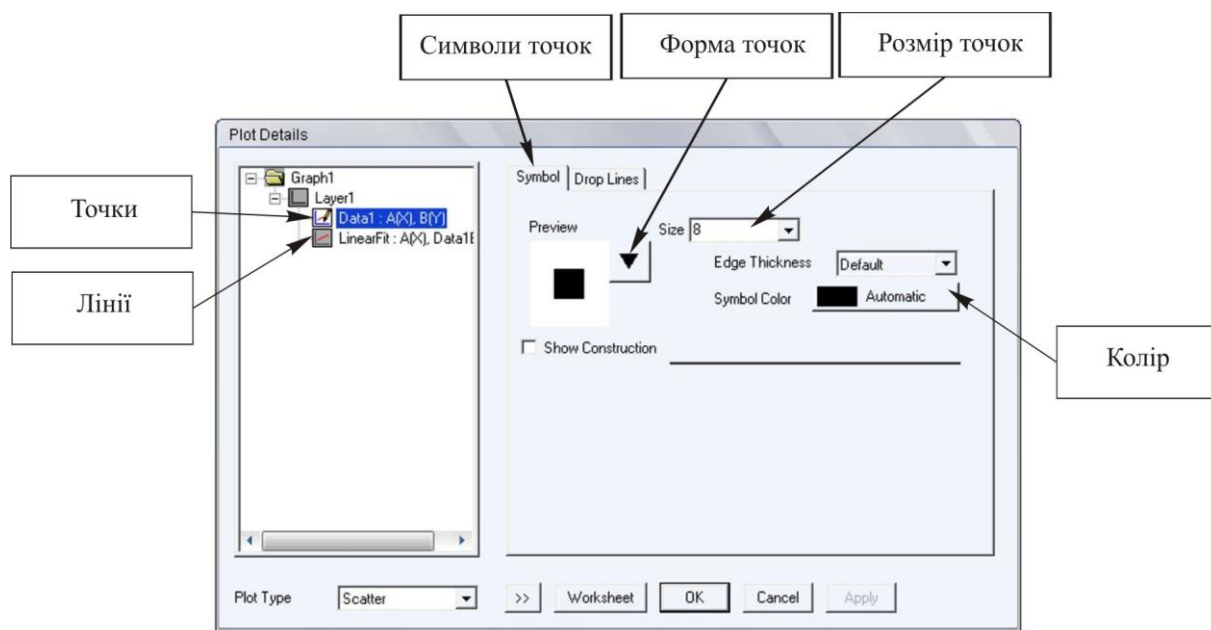 Символи точок
Форма точок
Розмір точок
Plot Details
Точки
Лінії
Graph1
Layer1
Data1 : A(X), B(Y)
LinearFit : A(X), Data1B
Symbol
Drop Lines
Preview
Size 8
Edge Thickness Default
Symbol Color Automatic
Show Construction
Колір
Plot Type Scatter
>> Worksheet OK Cancel Apply